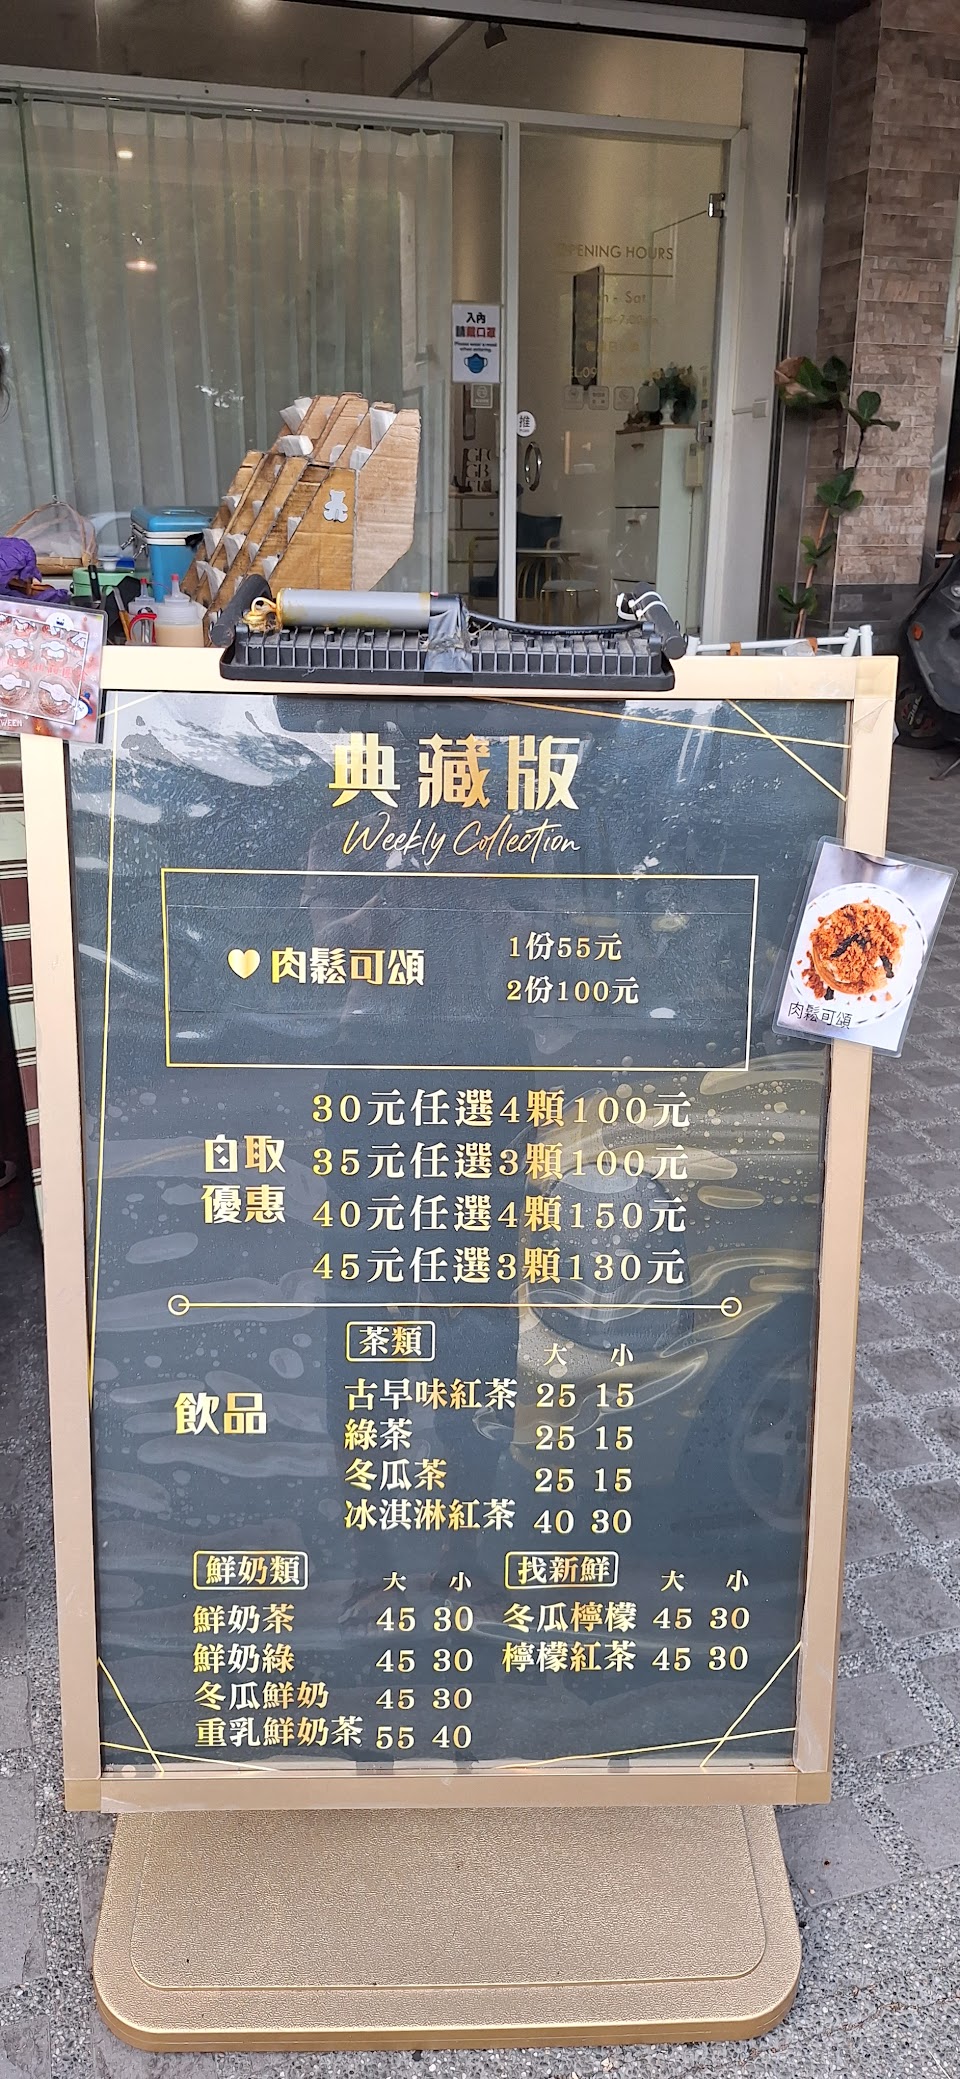 OPENING HOURS
Sat
入內
請戴口罩
推
典藏版
Weekly Collection
肉鬆可頌
1份55元
2份100元
肉鬆可頌
自取
優惠
30元任選4顆100元
35元任選3顆100元
40元任選4顆150元
45元任選3顆130元
飲品
茶類
大 小
古早味紅茶 25 15
綠茶 25 15
冬瓜茶 25 15
冰淇淋紅茶 40 30
鮮奶類 大 小
鮮奶茶 45 30
鮮奶綠 45 30
冬瓜鮮奶 45 30
重乳鮮奶茶 55 40
找新鮮 大 小
冬瓜檸檬 45 30
檸檬紅茶 45 30